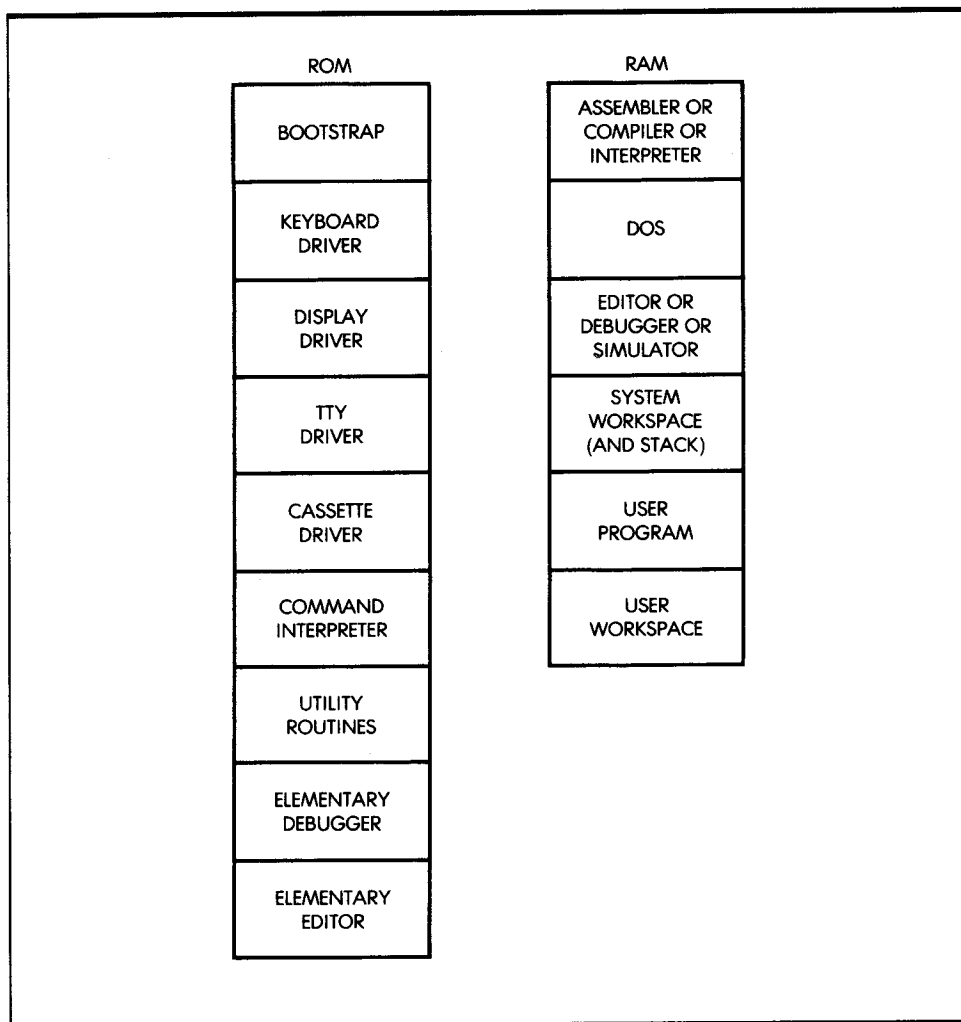 ROM
BOOTSTRAP
KEYBOARD
DRIVER
DISPLAY
DRIVER
TTY
DRIVER
CASSETTE
DRIVER
COMMAND
INTERPRETER
UTILITY
ROUTINES
ELEMENTARY
DEBUGGER
ELEMENTARY
EDITOR
RAM
ASSEMBLER OR
COMPILER OR
INTERPRETER
DOS
EDITOR OR
DEBUGGER OR
SIMULATOR
SYSTEM
WORKSPACE
(AND STACK)
USER
PROGRAM
USER
WORKSPACE